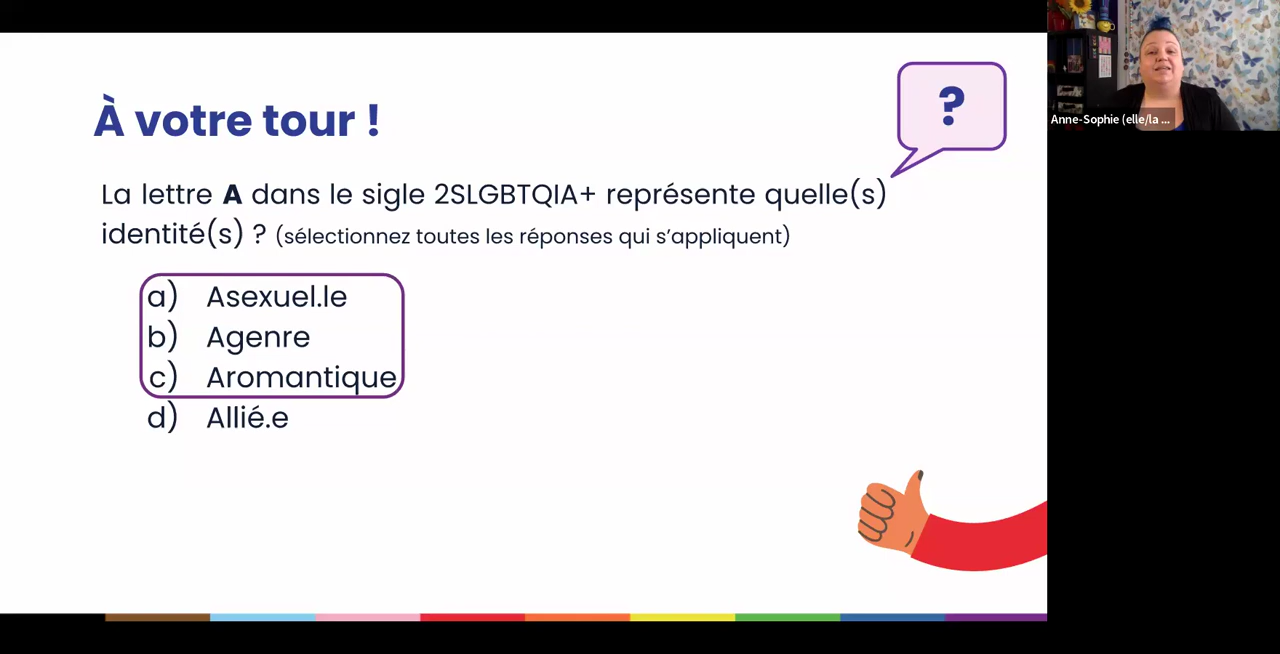 À votre tour !
?
La lettre A dans le sigle 2SLGBTQIA+ représente quelle(s)
identité(s) ? (sélectionnez toutes les réponses qui s’appliquent)
a) Asexuel.le
b) Agenre
c) Aromantique
d) Allié.e
Anne-Sophie (elle/la ...